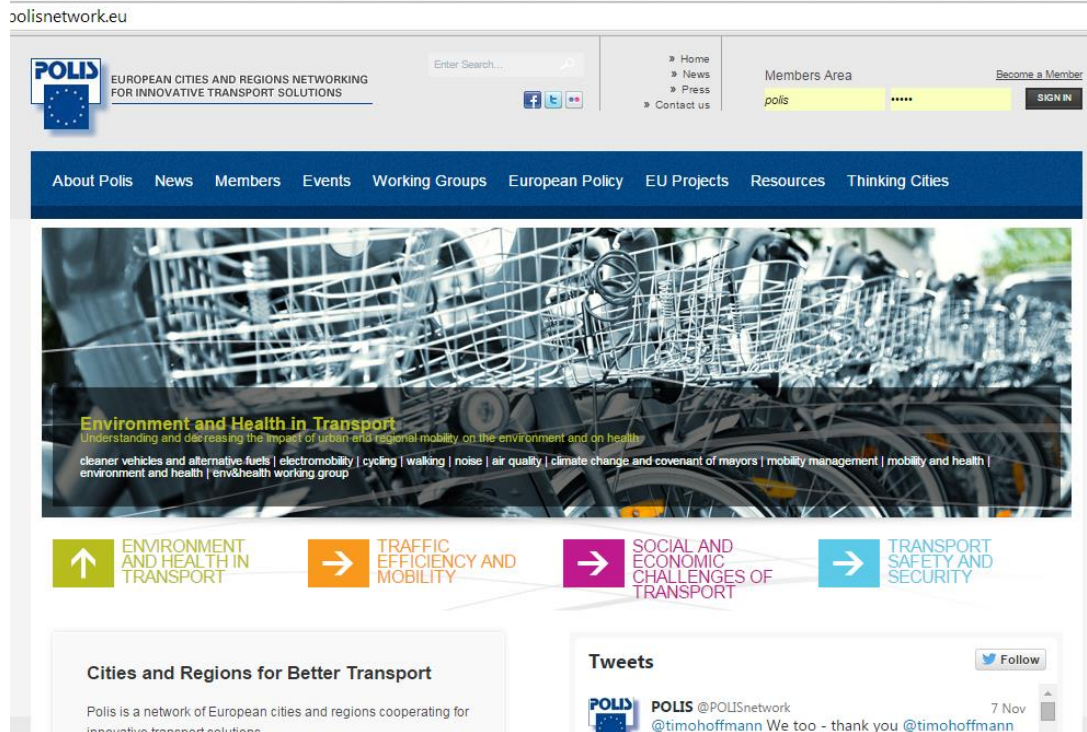 polisnetwork.eu
POLIS
EUROPEAN CITIES AND REGIONS NETWORKING
FOR INNOVATIVE TRANSPORT SOLUTIONS
Enter Search...
» Home
» News
» Press
» Contact us
Members Area
Become a Member
polis
•••••
SIGN IN
About Polis News Members Events Working Groups European Policy EU Projects Resources Thinking Cities
Environment and Health in Transport
Understanding and decreasing the impact of urban and regional mobility on the environment and on health
cleaner vehicles and alternative fuels | electromobility | cycling | walking | noise | air quality | climate change and covenant of mayors | mobility management | mobility and health |
environment and health | env&health working group
ENVIRONMENT
AND HEALTH IN
TRANSPORT
TRAFFIC
EFFICIENCY AND
MOBILITY
SOCIAL AND
ECONOMIC
CHALLENGES OF
TRANSPORT
TRANSPORT
SAFETY AND
SECURITY
Cities and Regions for Better Transport
Polis is a network of European cities and regions cooperating for
innovative transport solutions
Tweets
Follow
POLIS
POLIS @POLISnetwork
7 Nov
@timohoffmann We too - thank you @timohoffmann